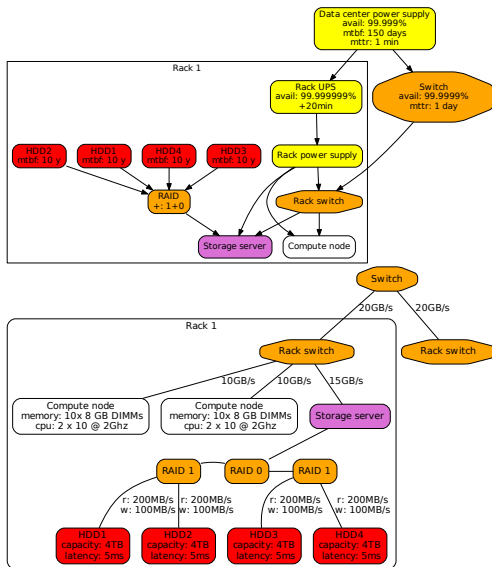 Data center power supply
avail: 99.999%
mtbf: 150 days
mttr: 1 min
Rack 1
Rack UPS
avail: 99.999999%
+20min
Switch
avail: 99.9999%
mttr: 1 day
HDD2
mtbf: 10 y
HDD1
mtbf: 10 y
HDD4
mtbf: 10 y
HDD3
mtbf: 10 y
Rack power supply
RAID
+: 1+0
Rack switch
Storage server
Compute node
Switch
20GB/s
20GB/s
Rack 1
Rack switch
Rack switch
10GB/s
10GB/s
15GB/s
Compute node
memory: 10x 8 GB DIMMs
cpu: 2 x 10 @ 2Ghz
Compute node
memory: 10x 8 GB DIMMs
cpu: 2 x 10 @ 2Ghz
Storage server
RAID 1
RAID 0
RAID 1
r: 200MB/s
w: 100MB/s
r: 200MB/s
w: 100MB/s
r: 200MB/s
w: 100MB/s
r: 200MB/s
w: 100MB/s
HDD1
capacity: 4TB
latency: 5ms
HDD2
capacity: 4TB
latency: 5ms
HDD3
capacity: 4TB
latency: 5ms
HDD4
capacity: 4TB
latency: 5ms